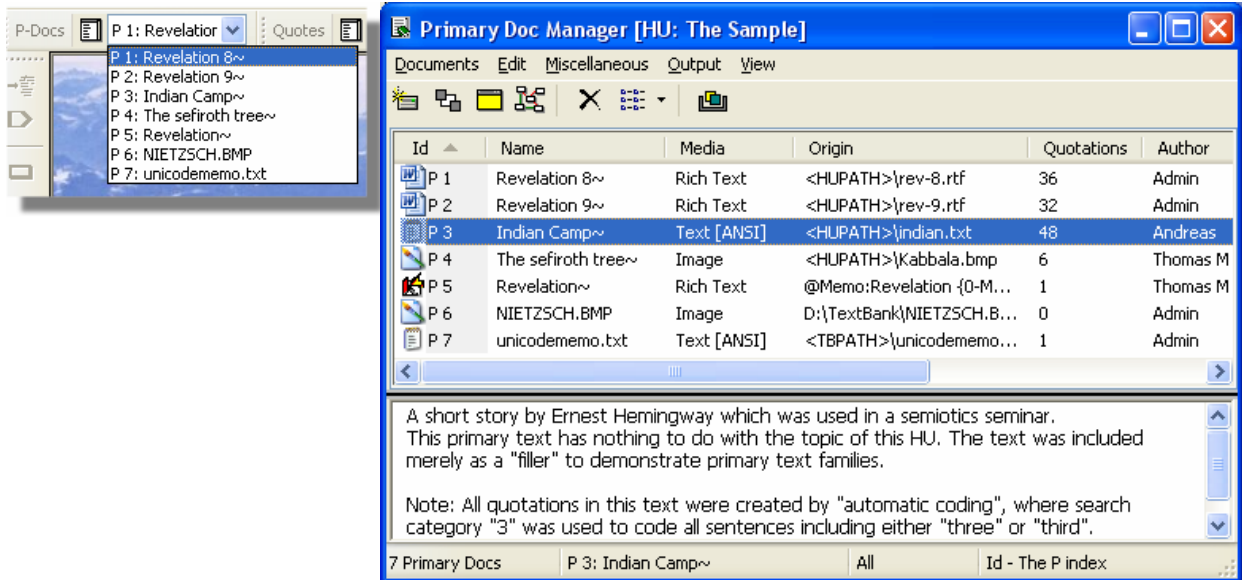 P-Docs P 1: Revelatior Quotes
P 1: Revelation 8~
P 2: Revelation 9~
P 3: Indian Camp~
P 4: The sefiroth tree~
P 5: Revelation~
P 6: NIETZSCH.BMP
P 7: unicodememo.txt
Primary Doc Manager [HU: The Sample]
Documents Edit Miscellaneous Output View
Id Name Media Origin Quotations Author
P 1 Revelation 8~ Rich Text <HUPATH>\rev-8.rtf 36 Admin
P 2 Revelation 9~ Rich Text <HUPATH>\rev-9.rtf 32 Admin
P 3 Indian Camp~ Text [ANSI] <HUPATH>\indian.txt 48 Andreas
P 4 The sefiroth tree~ Image <HUPATH>\Kabbala.bmp 6 Thomas M
P 5 Revelation~ Rich Text @Memo:Revelation {0-M... 1 Thomas M
P 6 NIETZSCH.BMP Image D:\TextBank\NIETZSCH.B... 0 Admin
P 7 unicodememo.txt Text [ANSI] <TBPATH>\unicodememo... 1 Admin
A short story by Ernest Hemingway which was used in a semiotics seminar.
This primary text has nothing to do with the topic of this HU. The text was included
merely as a "filler" to demonstrate primary text families.
Note: All quotations in this text were created by "automatic coding", where search
category "3" was used to code all sentences including either "three" or "third".
7 Primary Docs P 3: Indian Camp~ All Id - The P index